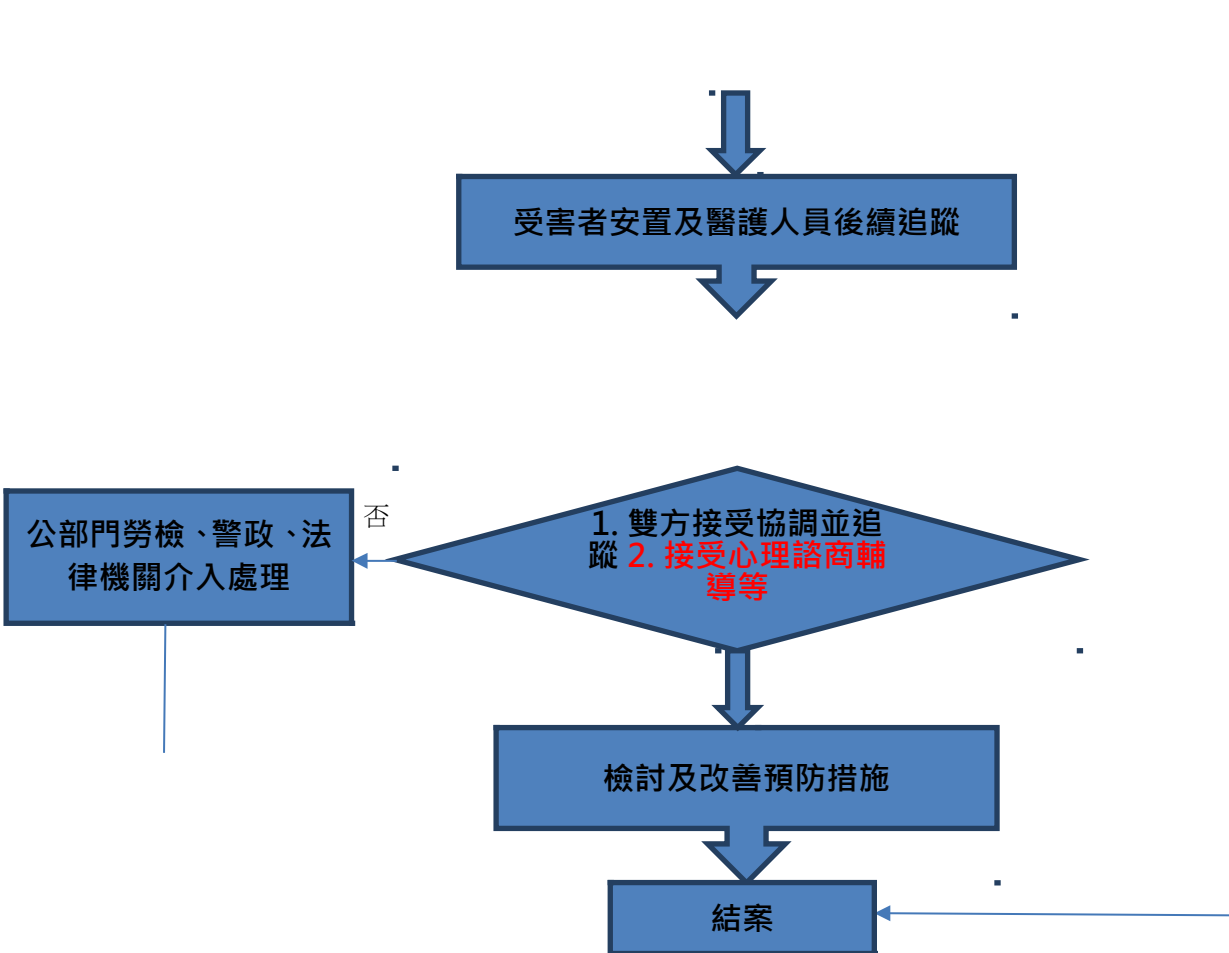 受害者安置及醫護人員後續追蹤
否
公部門勞檢、警政、法
律機關介入處理
1. 雙方接受協調並追
蹤 2. 接受心理諮商輔
導等
檢討及改善預防措施
結案